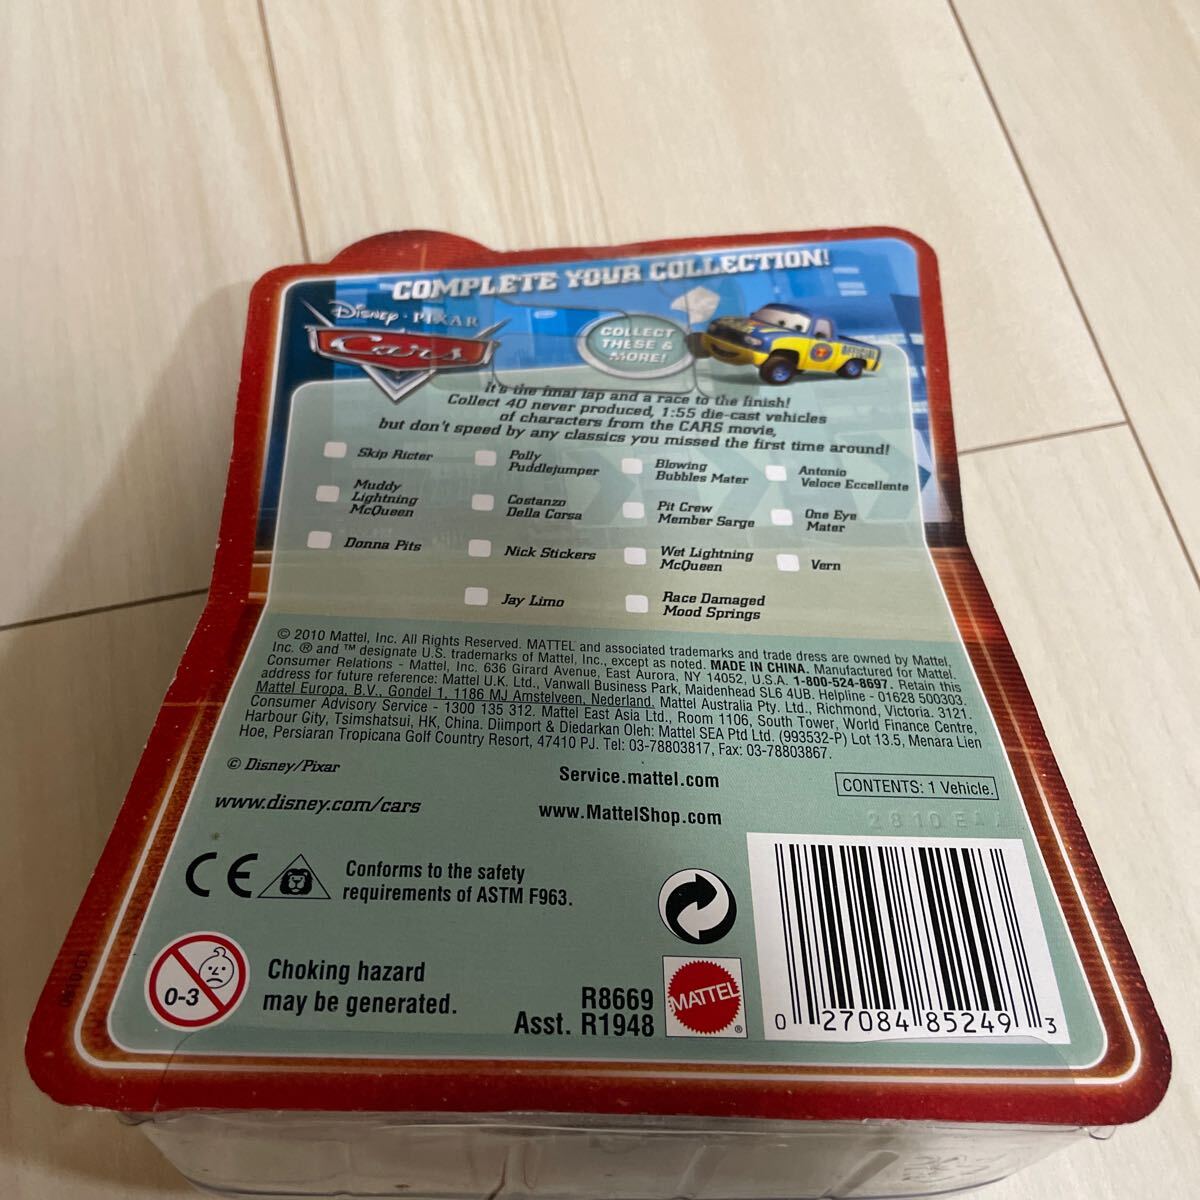 COMPLETE YOUR COLLECTION!
Disney · PIXAR
Cars
COLLECT
THESE &
MORE!
OFFICIAL
It's the final lap and a race to the finish!
Collect 40 never produced, 1:55 die-cast vehicles
of characters from the CARS movie,
but don't speed by any classics you missed the first time around!
Skip Ricter
Polly
Puddlejumper
Blowing
Bubbles Mater
Antonio
Veloce Eccellente
Muddy
Lightning
McQueen
Costanzo
Della Corsa
Pit Crew
Member Sarge
One Eye
Mater
Donna Pits
Nick Stickers
Wet Lightning
McQueen
Vern
Jay Limo
Race Damaged
Mood Springs
© 2010 Mattel, Inc. All Rights Reserved. MATTEL and associated trademarks and trade dress are owned by Mattel,
Inc. ® and ™ designate U.S. trademarks of Mattel, Inc., except as noted. MADE IN CHINA. Manufactured for Mattel.
Consumer Relations - Mattel, Inc. 636 Girard Avenue, East Aurora, NY 14052, U.S.A. 1-800-524-8697. Retain this
address for future reference: Mattel U.K. Ltd., Vanwall Business Park, Maidenhead SL6 4UB. Helpline - 01628 500303.
Mattel Europa, B.V., Gondel 1, 1186 MJ Amstelveen, Nederland. Mattel Australia Pty. Ltd., Richmond, Victoria. 3121.
Consumer Advisory Service - 1300 135 312. Mattel East Asia Ltd., Room 1106, South Tower, World Finance Centre,
Harbour City, Tsimshatsui, HK, China. Diimport & Diedarkan Oleh: Mattel SEA Ptd Ltd. (993532-P) Lot 13.5, Menara Lien
Hoe, Persiaran Tropicana Golf Country Resort, 47410 PJ. Tel: 03-78803817, Fax: 03-78803867.
© Disney/Pixar
Service.mattel.com
CONTENTS: 1 Vehicle.
www.disney.com/cars
www.MattelShop.com
CE
Conforms to the safety
requirements of ASTM F963.
0-3
Choking hazard
may be generated.
R8669
Asst. R1948
MATTEL
®
0 27084 85249 3